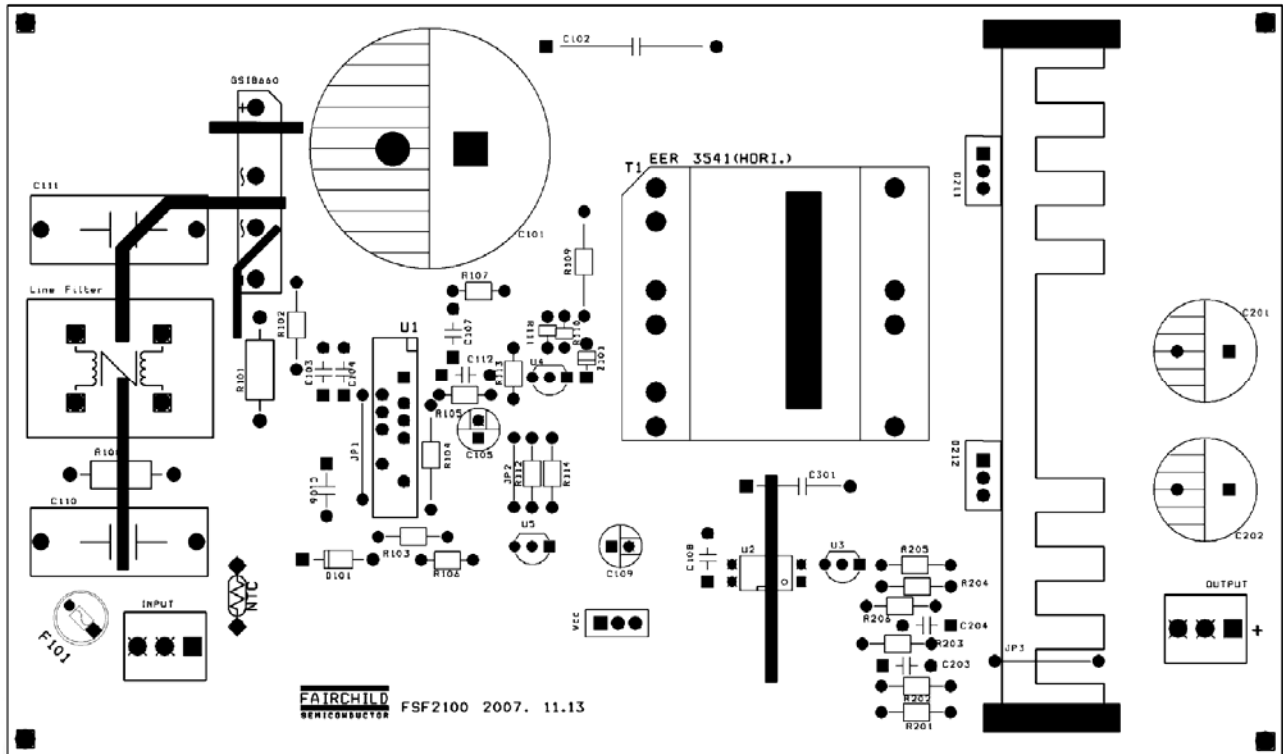 C102
GSIB660
T1 EER 3541(HORI.)
C111
C101
D211
R109
Line Filter
R107
R102
U1
C107
R111
R110
Z101
C201
C103
C104
C112
R113
U4
R101
R105
C105
JP1
R104
JP2
R112
R114
D212
C301
C202
C110
U5
R103
R106
D101
C109
C108
U2
U3
R205
R204
R206
C204
R203
C203
R202
R201
JP3
NTC
F101
INPUT
VCC
OUTPUT
+
FAIRCHILD
SEMICONDUCTOR
FSF2100 2007. 11.13